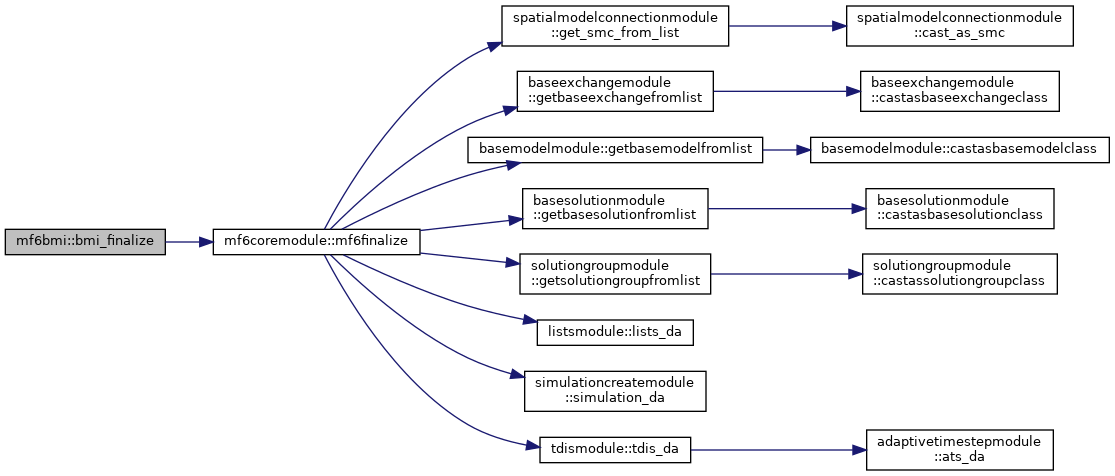 mf6bmi::bmi_finalize
mf6coremodule::mf6finalize
spatialmodelconnectionmodule
::get_smc_from_list
spatialmodelconnectionmodule
::cast_as_smc
baseexchangemodule
::getbaseexchangefromlist
baseexchangemodule
::castasbaseexchangeclass
basemodelmodule::getbasemodelfromlist
basemodelmodule::castasbasemodelclass
basesolutionmodule
::getbasesolutionfromlist
basesolutionmodule
::castasbasesolutionclass
solutiongroupmodule
::getsolutiongroupfromlist
solutiongroupmodule
::castassolutiongroupclass
listsmodule::lists_da
simulationcreatemodule
::simulation_da
tdismodule::tdis_da
adaptivetimestepmodule
::ats_da